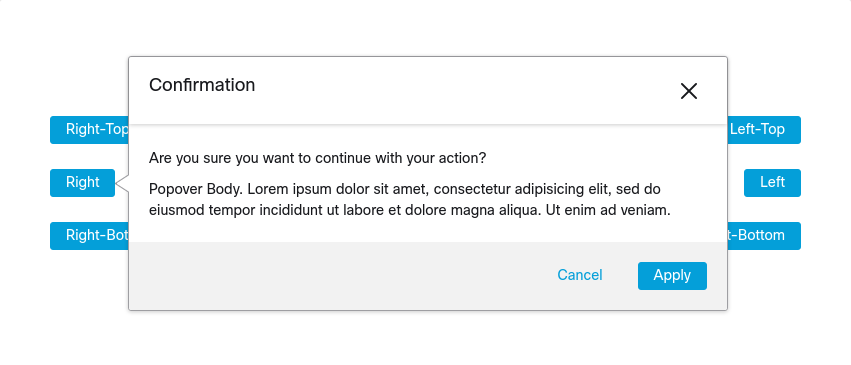 Confirmation
Right-Top
Left-Top
Are you sure you want to continue with your action?
Right
Left
Popover Body. Lorem ipsum dolor sit amet, consectetur adipisicing elit, sed do
eiusmod tempor incididunt ut labore et dolore magna aliqua. Ut enim ad veniam.
Right-Bot
t-Bottom
Cancel
Apply